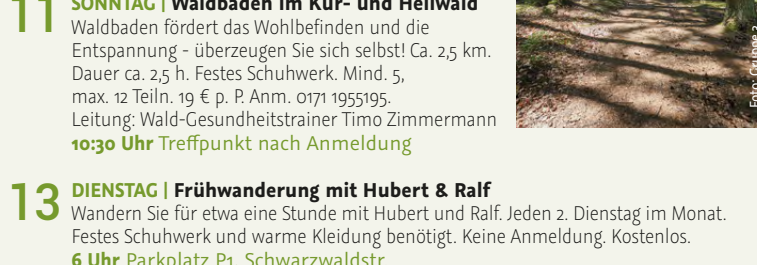 11 SONNTAG | Waldbaden im Kur- und Heilwald
Waldbaden fördert das Wohlbefinden und die
Entspannung - überzeugen Sie sich selbst! Ca. 2,5 km.
Dauer ca. 2,5 h. Festes Schuhwerk. Mind. 5,
max. 12 Teiln. 19 € p. P. Anm. 0171 1955195.
Leitung: Wald-Gesundheitstrainer Timo Zimmermann
10:30 Uhr Treffpunkt nach Anmeldung
13 DIENSTAG | Frühwanderung mit Hubert & Ralf
Wandern Sie für etwa eine Stunde mit Hubert und Ralf. Jeden 2. Dienstag im Monat.
Festes Schuhwerk und warme Kleidung benötigt. Keine Anmeldung. Kostenlos.
6 Uhr Parkplatz P1, Schwarzwaldstr.
Foto: